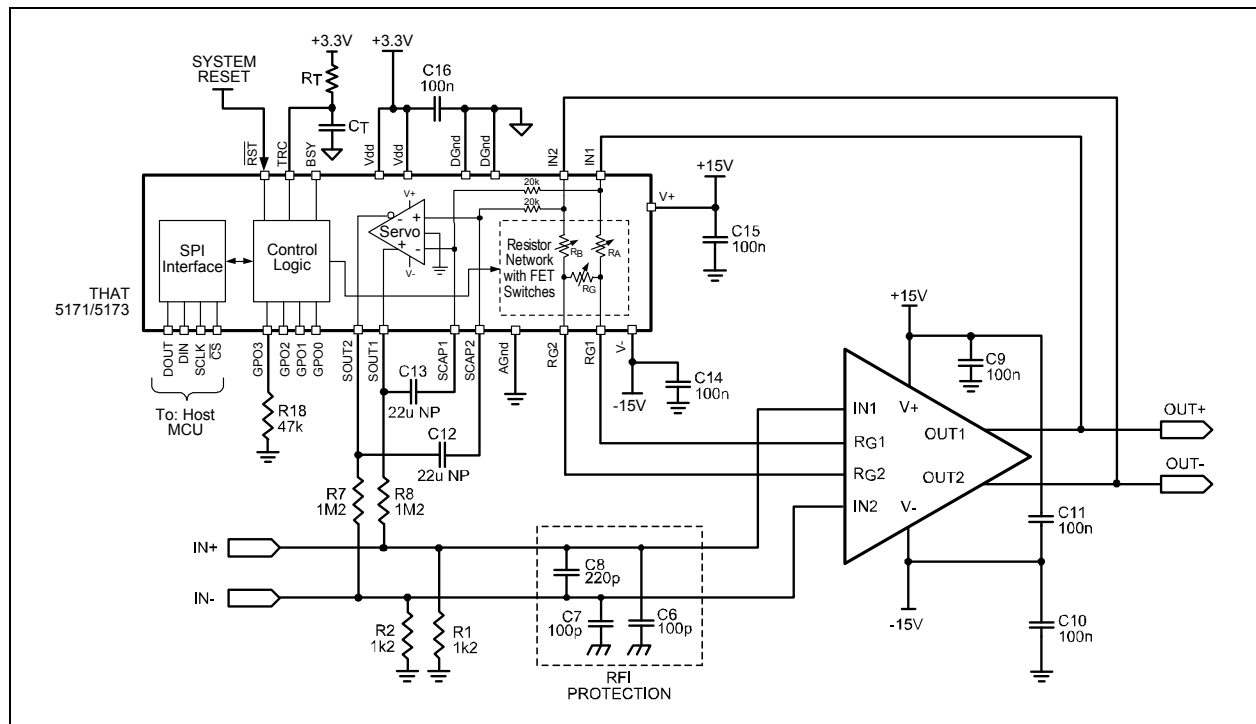 +3.3V
+3.3V
SYSTEM
RESET
RT
C16
100n
CT
RST
TRC
BSY
Vdd
Vdd
DGnd
DGnd
IN2
IN1
+15V
V+
C15
100n
20k
20k
V+
-
+
Servo
+
-
V-
SPI
Interface
Control
Logic
Resistor
Network
with FET
Switches
RB
RA
RG
THAT
5171/5173
DOUT
DIN
SCLK
CS
GPO3
GPO2
GPO1
GPO0
SOUT2
SOUT1
SCAP1
SCAP2
AGnd
RG2
RG1
V-
To: Host
MCU
R18
47k
C13
22u NP
C12
22u NP
C14
100n
-15V
R7
1M2
R8
1M2
+15V
C9
100n
IN1
V+
RG1
OUT1
RG2
OUT2
IN2
V-
OUT+
OUT-
C11
100n
IN+
IN-
C8
220p
C7
100p
C6
100p
R2
1k2
R1
1k2
RFI
PROTECTION
-15V
C10
100n